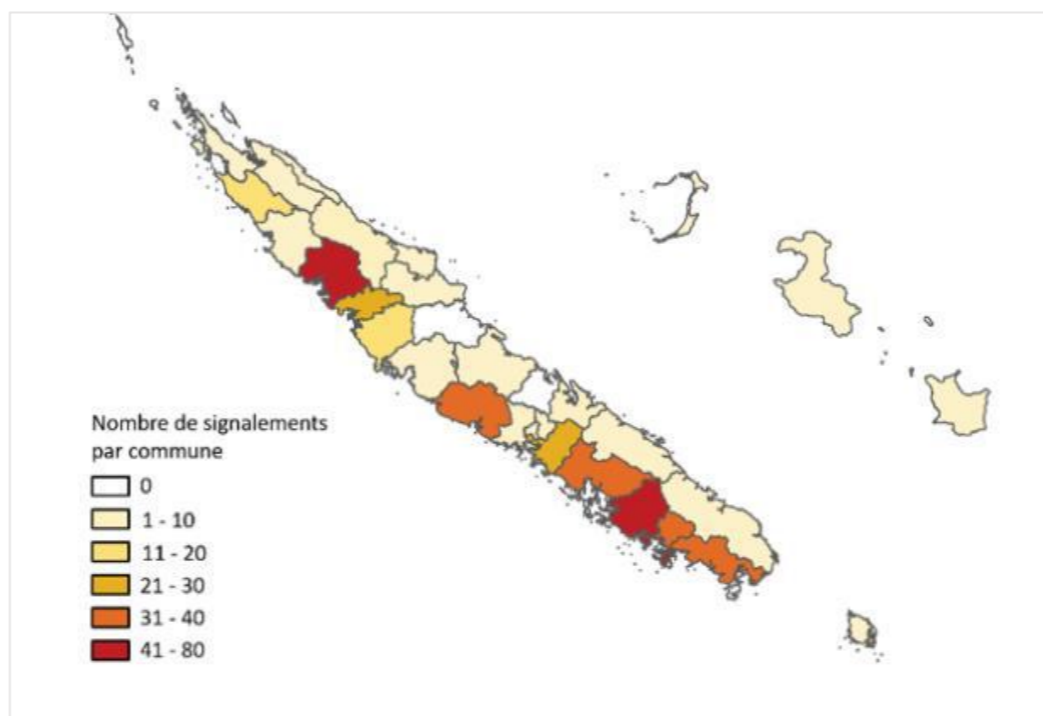 Nombre de signalements
par commune
0
1 - 10
11 - 20
21 - 30
31 - 40
41 - 80